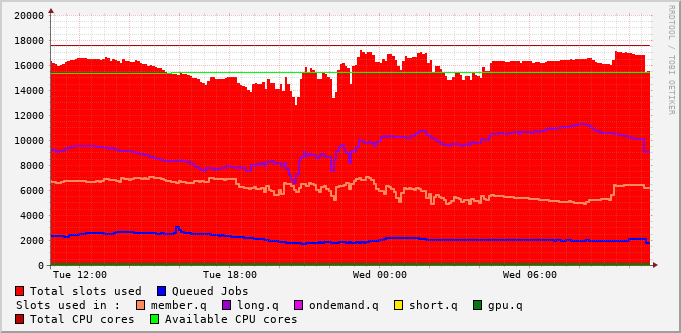 20000
18000
16000
14000
12000
10000
8000
6000
4000
2000
0
Tue 12:00 Tue 18:00 Wed 00:00 Wed 06:00
RRDTOOL / TOBI OETIKER
Total slots used Queued Jobs
Slots used in : member.q long.q ondemand.q short.q gpu.q
Total CPU cores Available CPU cores